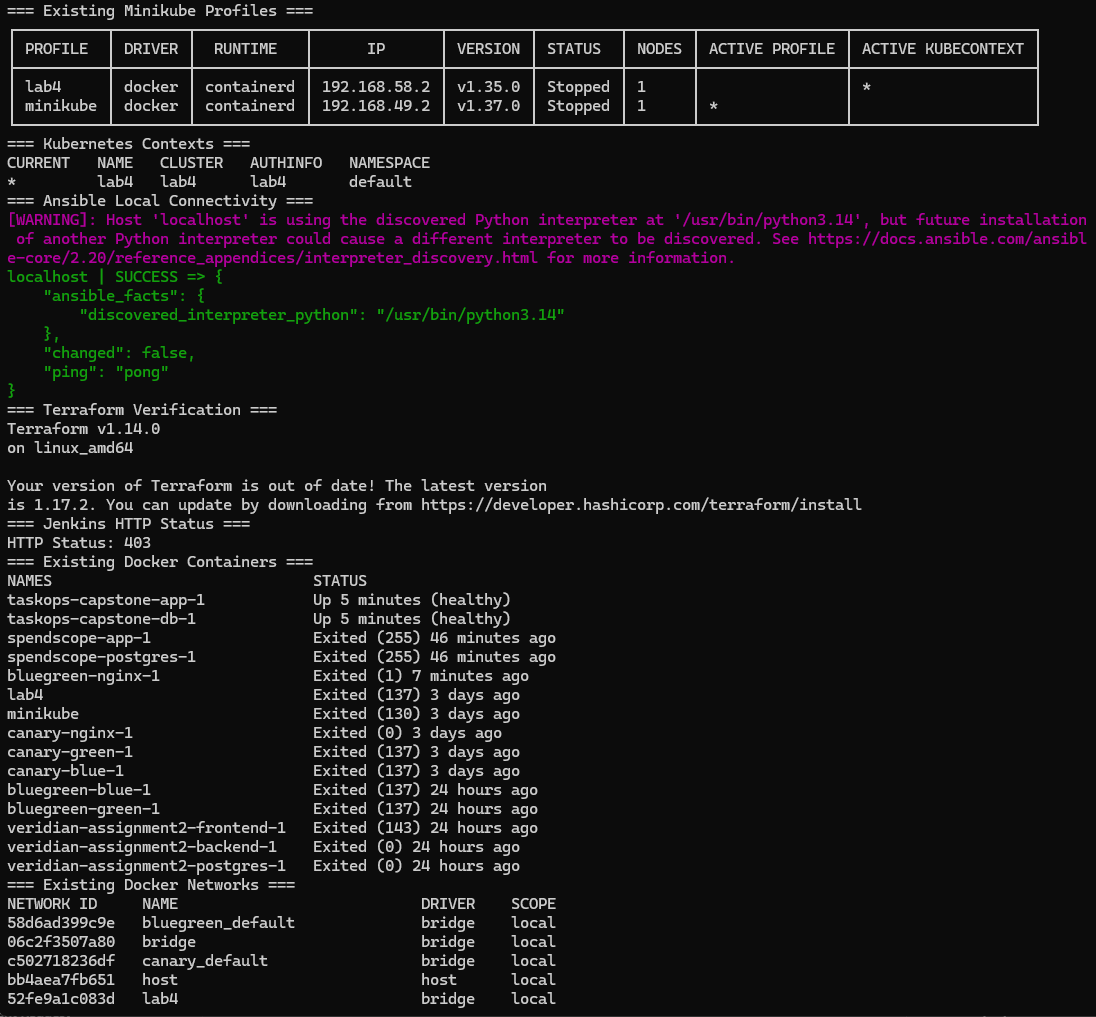 === Existing Minikube Profiles ===
PROFILE DRIVER RUNTIME IP VERSION STATUS NODES ACTIVE PROFILE ACTIVE KUBECONTEXT
lab4 docker containerd 192.168.58.2 v1.35.0 Stopped 1 *
minikube docker containerd 192.168.49.2 v1.37.0 Stopped 1 *
=== Kubernetes Contexts ===
CURRENT NAME CLUSTER AUTHINFO NAMESPACE
* lab4 lab4 lab4 default
=== Ansible Local Connectivity ===
[WARNING]: Host 'localhost' is using the discovered Python interpreter at '/usr/bin/python3.14', but future installation
of another Python interpreter could cause a different interpreter to be discovered. See https://docs.ansible.com/ansibl
e-core/2.20/reference_appendices/interpreter_discovery.html for more information.
localhost | SUCCESS => {
    "ansible_facts": {
        "discovered_interpreter_python": "/usr/bin/python3.14"
    },
    "changed": false,
    "ping": "pong"
}
=== Terraform Verification ===
Terraform v1.14.0
on linux_amd64

Your version of Terraform is out of date! The latest version
is 1.17.2. You can update by downloading from https://developer.hashicorp.com/terraform/install
=== Jenkins HTTP Status ===
HTTP Status: 403
=== Existing Docker Containers ===
NAMES STATUS
taskops-capstone-app-1 Up 5 minutes (healthy)
taskops-capstone-db-1 Up 5 minutes (healthy)
spendscope-app-1 Exited (255) 46 minutes ago
spendscope-postgres-1 Exited (255) 46 minutes ago
bluegreen-nginx-1 Exited (1) 7 minutes ago
lab4 Exited (137) 3 days ago
minikube Exited (130) 3 days ago
canary-nginx-1 Exited (0) 3 days ago
canary-green-1 Exited (137) 3 days ago
canary-blue-1 Exited (137) 3 days ago
bluegreen-blue-1 Exited (137) 24 hours ago
bluegreen-green-1 Exited (137) 24 hours ago
veridian-assignment2-frontend-1 Exited (143) 24 hours ago
veridian-assignment2-backend-1 Exited (0) 24 hours ago
veridian-assignment2-postgres-1 Exited (0) 24 hours ago
=== Existing Docker Networks ===
NETWORK ID NAME DRIVER SCOPE
58d6ad399c9e bluegreen_default bridge local
06c2f3507a80 bridge bridge local
c502718236df canary_default bridge local
bb4aea7fb651 host host local
52fe9a1c083d lab4 bridge local